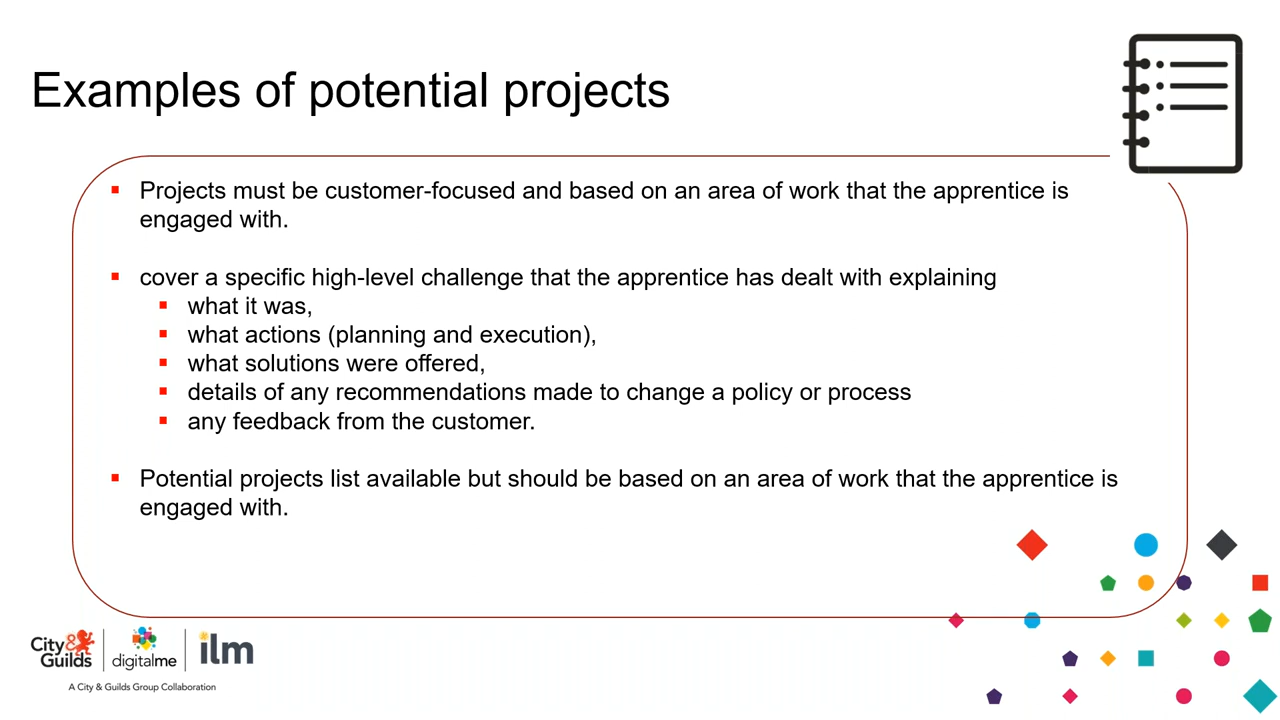 Examples of potential projects
Projects must be customer-focused and based on an area of work that the apprentice is
engaged with.
cover a specific high-level challenge that the apprentice has dealt with explaining
what it was,
what actions (planning and execution),
what solutions were offered,
details of any recommendations made to change a policy or process
any feedback from the customer.
Potential projects list available but should be based on an area of work that the apprentice is
engaged with.
City&
Guilds
digitalme
ilm
A City & Guilds Group Collaboration